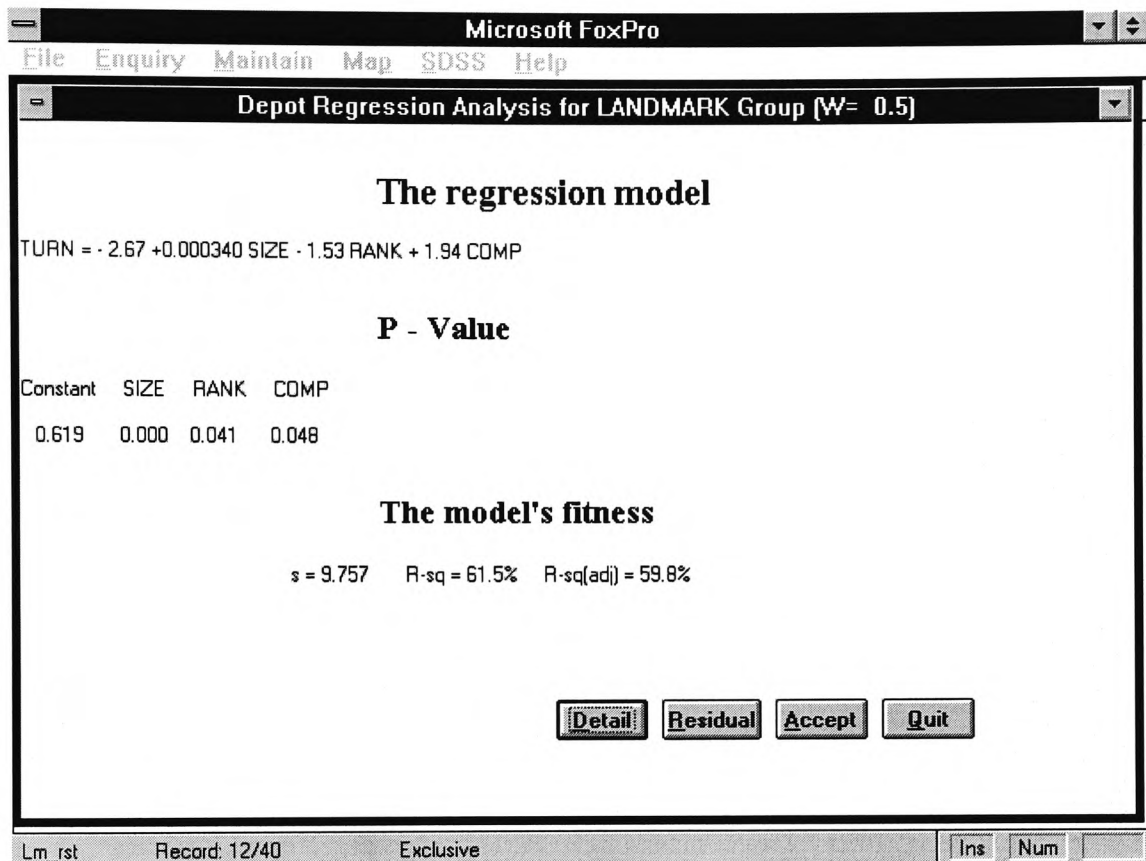 Microsoft FoxPro
File Enquiry Maintain Map SDSS Help
Depot Regression Analysis for LANDMARK Group (W= 0.5)
The regression model
TURN = - 2.67 +0.000340 SIZE - 1.53 RANK + 1.94 COMP
P - Value
Constant SIZE RANK COMP
0.619 0.000 0.041 0.048
The model's fitness
s = 9.757 R-sq = 61.5% R-sq(adj) = 59.8%
Detail Residual Accept Quit
Lm_rst Record: 12/40 Exclusive Ins Num